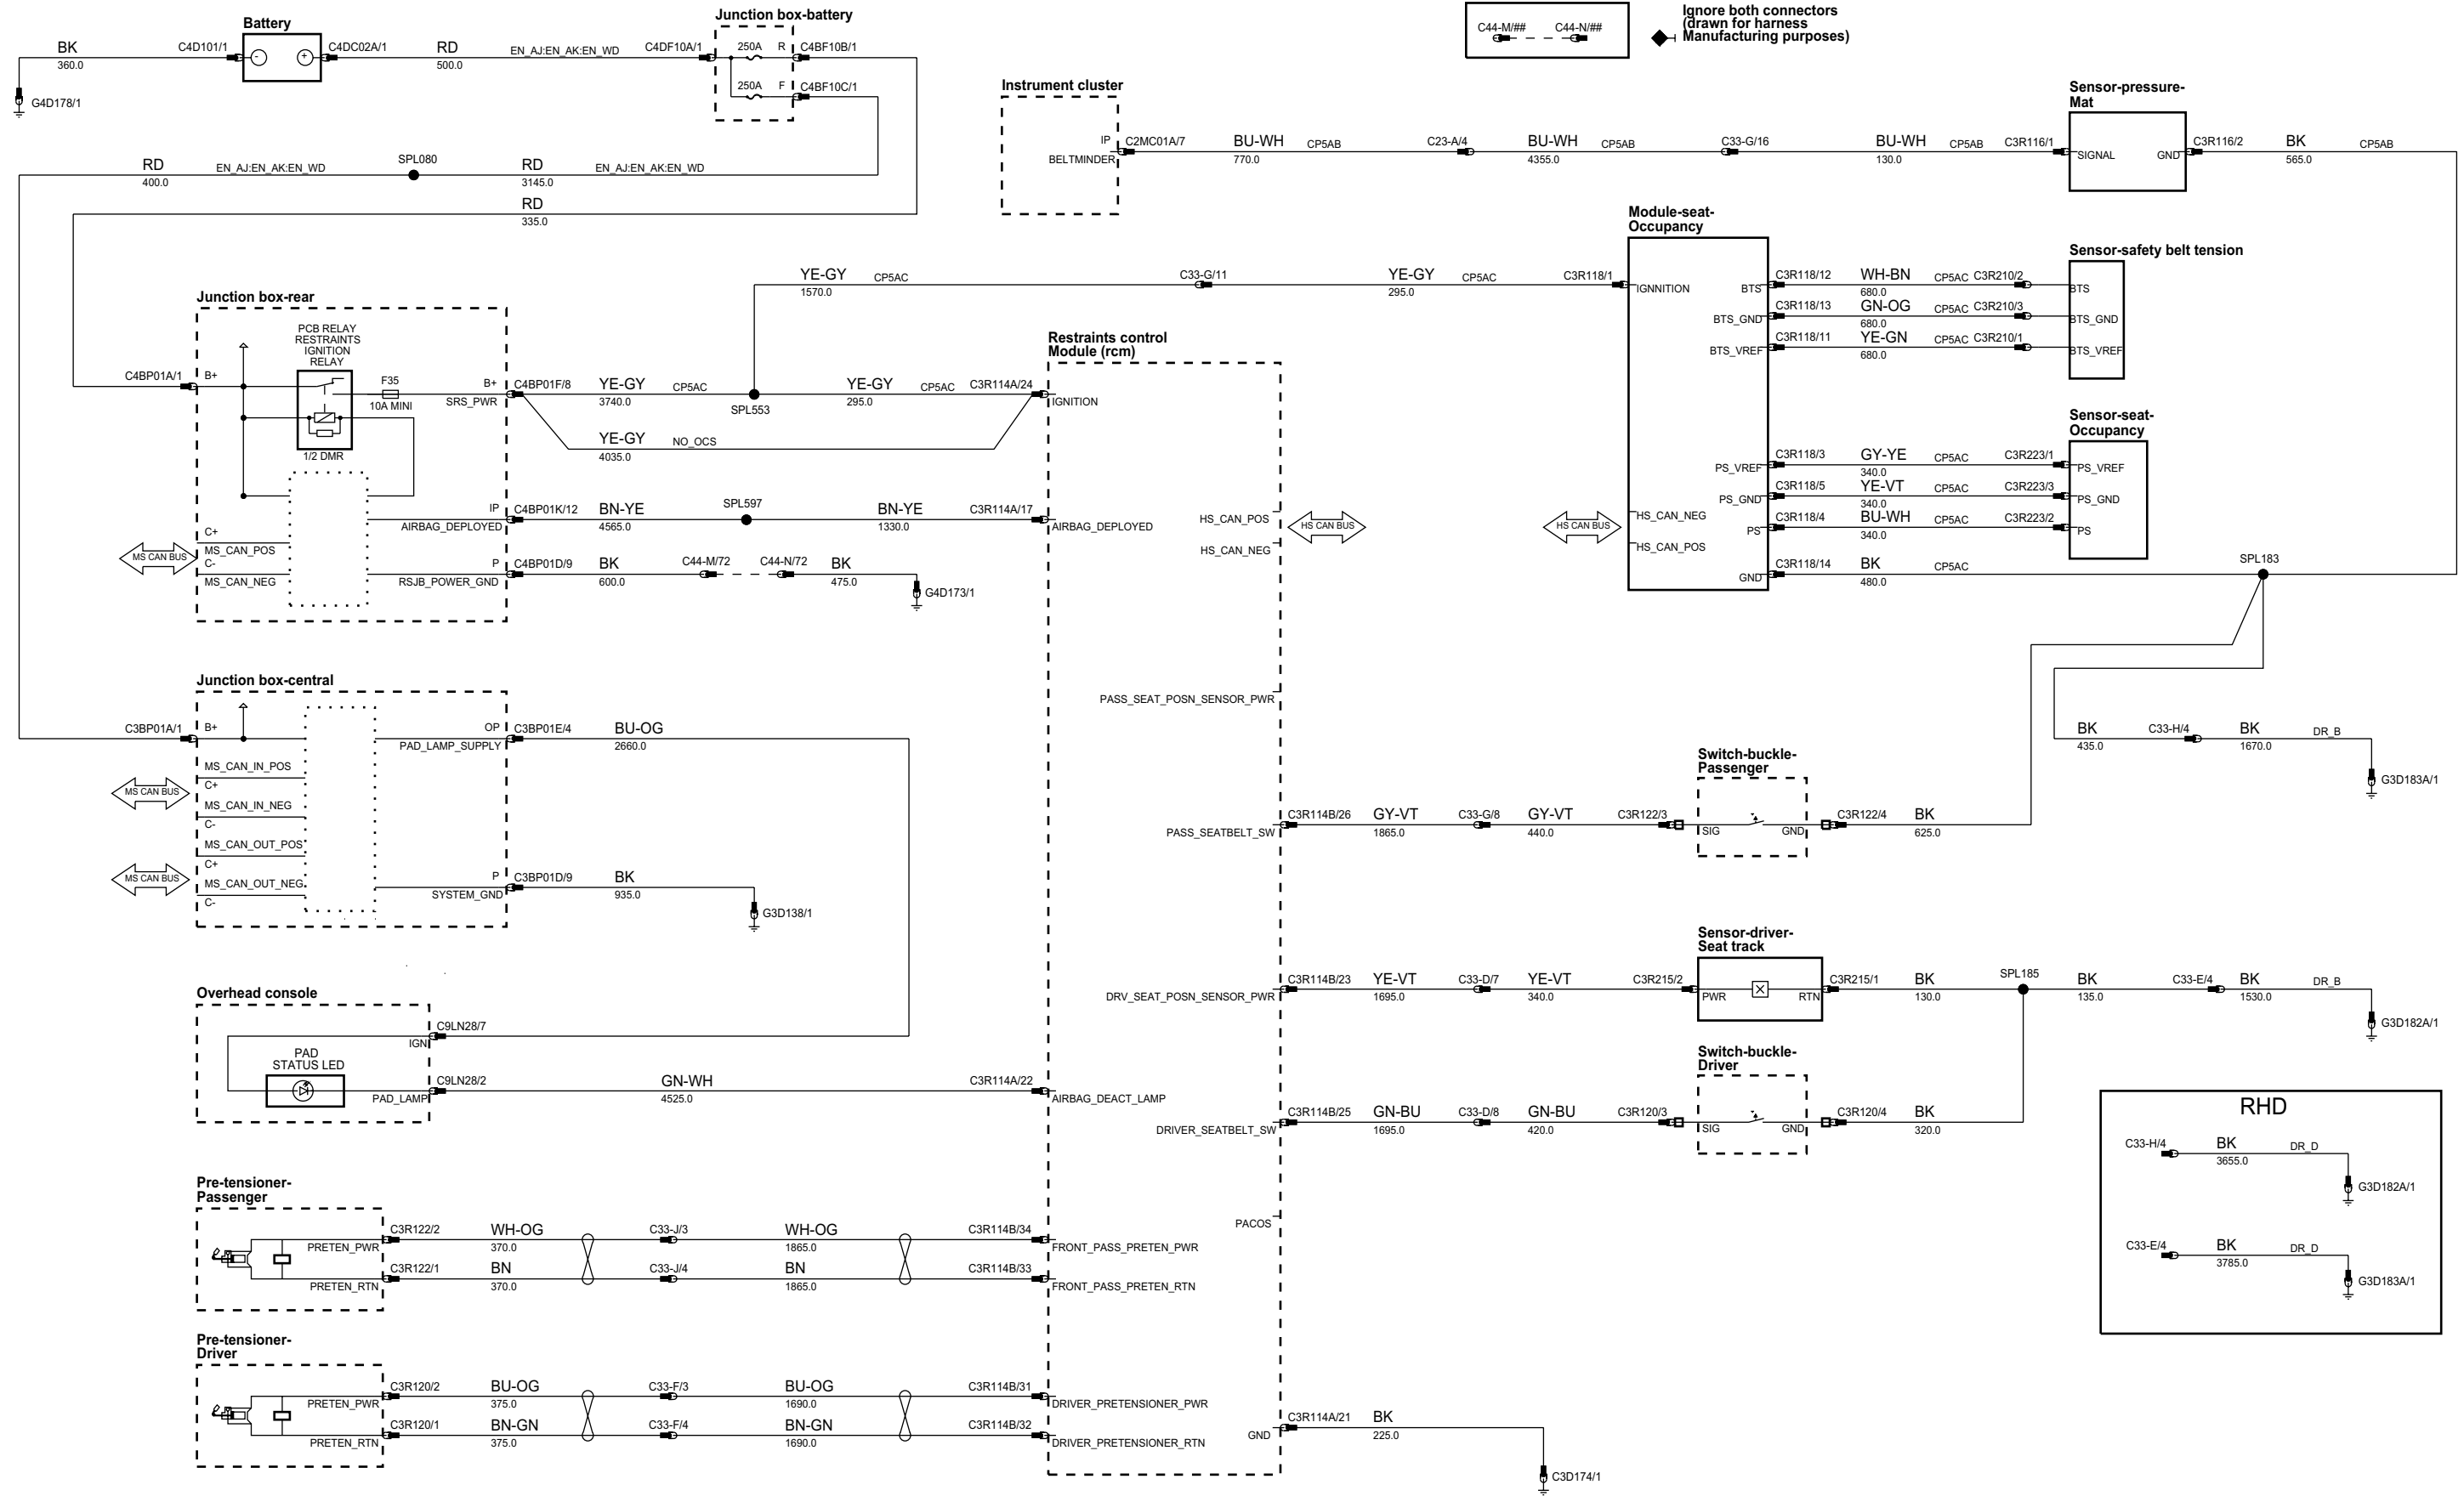 Battery
BK
360.0
C4D101/1
-
+
C4DC02A/1
RD
500.0
EN_AJ:EN_AK:EN_WD
C4DF10A/1
G4D178/1
Junction box-battery
250A
R
C4BF10B/1
250A
F
C4BF10C/1
C44-M/##
C44-N/##
Ignore both connectors
(drawn for harness
Manufacturing purposes)
RD
400.0
EN_AJ:EN_AK:EN_WD
SPL080
RD
3145.0
EN_AJ:EN_AK:EN_WD
RD
335.0
Instrument cluster
IP
BELTMINDER
C2MC01A/7
BU-WH
770.0
CP5AB
C23-A/4
BU-WH
4355.0
CP5AB
C33-G/16
BU-WH
130.0
CP5AB
C3R116/1
Sensor-pressure-
Mat
SIGNAL
GND
C3R116/2
BK
565.0
CP5AB
YE-GY
1570.0
CP5AC
C33-G/11
YE-GY
295.0
CP5AC
C3R118/1
Module-seat-
Occupancy
IGNNITION
BTS
BTS_GND
BTS_VREF
PS_VREF
PS_GND
PS
GND
HS_CAN_NEG
HS_CAN_POS
HS CAN BUS
C3R118/12
WH-BN
680.0
CP5AC
C3R210/2
C3R118/13
GN-OG
680.0
CP5AC
C3R210/3
C3R118/11
YE-GN
680.0
CP5AC
C3R210/1
Sensor-safety belt tension
BTS
BTS_GND
BTS_VREF
C3R118/3
GY-YE
340.0
CP5AC
C3R223/1
C3R118/5
YE-VT
340.0
CP5AC
C3R223/3
C3R118/4
BU-WH
340.0
CP5AC
C3R223/2
Sensor-seat-
Occupancy
PS_VREF
PS_GND
PS
C3R118/14
BK
480.0
CP5AC
SPL183
Junction box-rear
PCB RELAY
RESTRAINTS
IGNITION
RELAY
C4BP01A/1
B+
F35
10A MINI
1/2 DMR
B+
SRS_PWR
C4BP01F/8
YE-GY
3740.0
CP5AC
SPL553
YE-GY
295.0
CP5AC
C3R114A/24
YE-GY
4035.0
NO_OCS
IP
AIRBAG_DEPLOYED
C4BP01K/12
BN-YE
4565.0
SPL597
BN-YE
1330.0
C3R114A/17
MS CAN BUS
C+
MS_CAN_POS
C-
MS_CAN_NEG
P
RSJB_POWER_GND
C4BP01D/9
BK
600.0
C44-M/72
C44-N/72
BK
475.0
G4D173/1
Restraints control
Module (rcm)
IGNITION
AIRBAG_DEPLOYED
HS_CAN_POS
HS_CAN_NEG
HS CAN BUS
PASS_SEAT_POSN_SENSOR_PWR
PASS_SEATBELT_SW
DRV_SEAT_POSN_SENSOR_PWR
AIRBAG_DEACT_LAMP
DRIVER_SEATBELT_SW
PACOS
FRONT_PASS_PRETEN_PWR
FRONT_PASS_PRETEN_RTN
DRIVER_PRETENSIONER_PWR
DRIVER_PRETENSIONER_RTN
GND
Junction box-central
C3BP01A/1
B+
OP
PAD_LAMP_SUPPLY
C3BP01E/4
BU-OG
2660.0
MS_CAN_IN_POS
C+
MS CAN BUS
MS_CAN_IN_NEG
C-
MS_CAN_OUT_POS
C+
MS CAN BUS
MS_CAN_OUT_NEG
C-
P
SYSTEM_GND
C3BP01D/9
BK
935.0
G3D138/1
BK
435.0
C33-H/4
BK
1670.0
DR_B
G3D183A/1
C3R114B/26
GY-VT
1865.0
C33-G/8
GY-VT
440.0
C3R122/3
Switch-buckle-
Passenger
SIG
GND
C3R122/4
BK
625.0
C3R114B/23
YE-VT
1695.0
C33-D/7
YE-VT
340.0
C3R215/2
Sensor-driver-
Seat track
PWR
RTN
C3R215/1
BK
130.0
SPL185
BK
135.0
C33-E/4
BK
1530.0
DR_B
G3D182A/1
C3R114B/25
GN-BU
1695.0
C33-D/8
GN-BU
420.0
C3R120/3
Switch-buckle-
Driver
SIG
GND
C3R120/4
BK
320.0
Overhead console
PAD
STATUS LED
C9LN28/7
IGN
C9LN28/2
PAD_LAMP
GN-WH
4525.0
C3R114A/22
RHD
C33-H/4
BK
3655.0
DR_D
G3D182A/1
C33-E/4
BK
3785.0
DR_D
G3D183A/1
Pre-tensioner-
Passenger
PRETEN_PWR
C3R122/2
WH-OG
370.0
C33-J/3
WH-OG
1865.0
C3R114B/34
PRETEN_RTN
C3R122/1
BN
370.0
C33-J/4
BN
1865.0
C3R114B/33
Pre-tensioner-
Driver
PRETEN_PWR
C3R120/2
BU-OG
375.0
C33-F/3
BU-OG
1690.0
C3R114B/31
PRETEN_RTN
C3R120/1
BN-GN
375.0
C33-F/4
BN-GN
1690.0
C3R114B/32
C3R114A/21
BK
225.0
C3D174/1